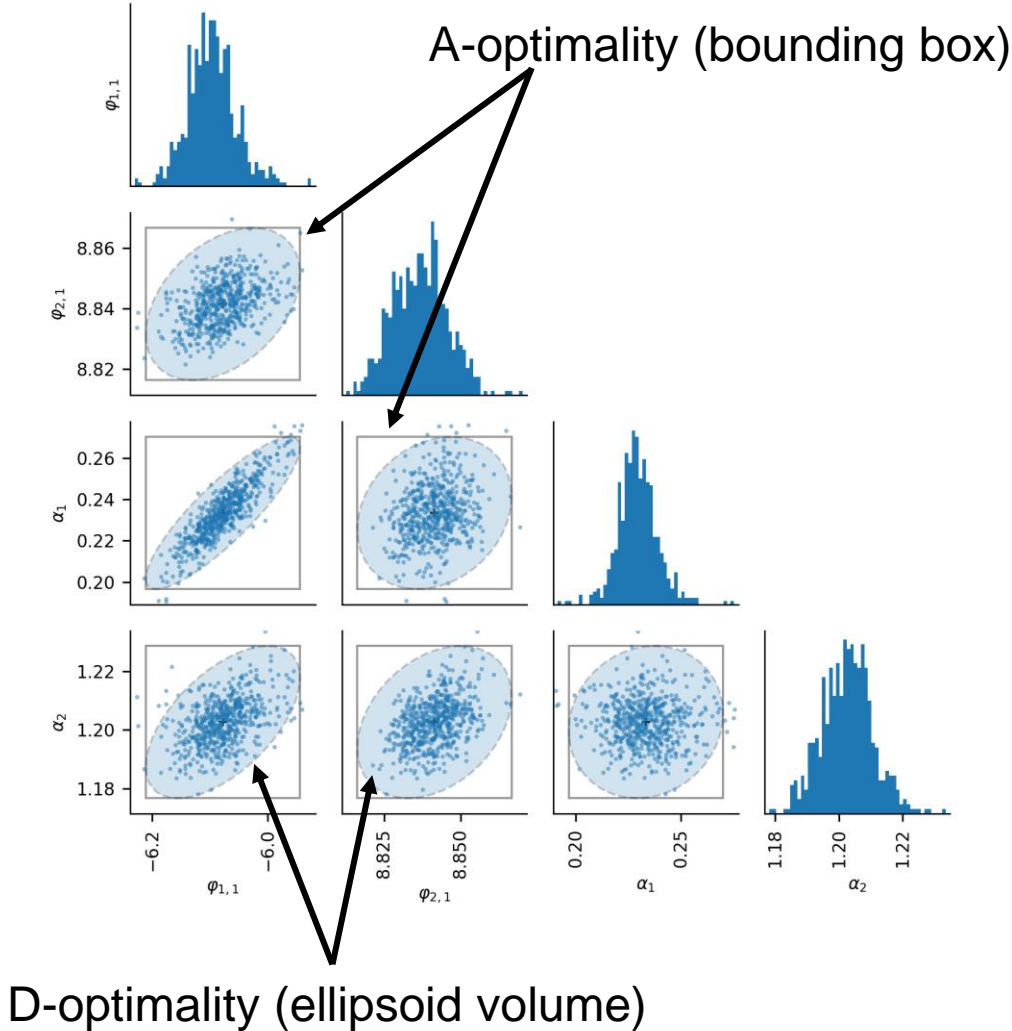 A-optimality (bounding box)
φ1,1
8.86
8.84
8.82
φ2,1
0.26
0.24
0.22
0.20
α1
1.22
1.20
1.18
α2
−6.2
−6.0
φ1,1
8.825
8.850
φ2,1
0.20
0.25
α1
1.18
1.20
1.22
α2
D-optimality (ellipsoid volume)